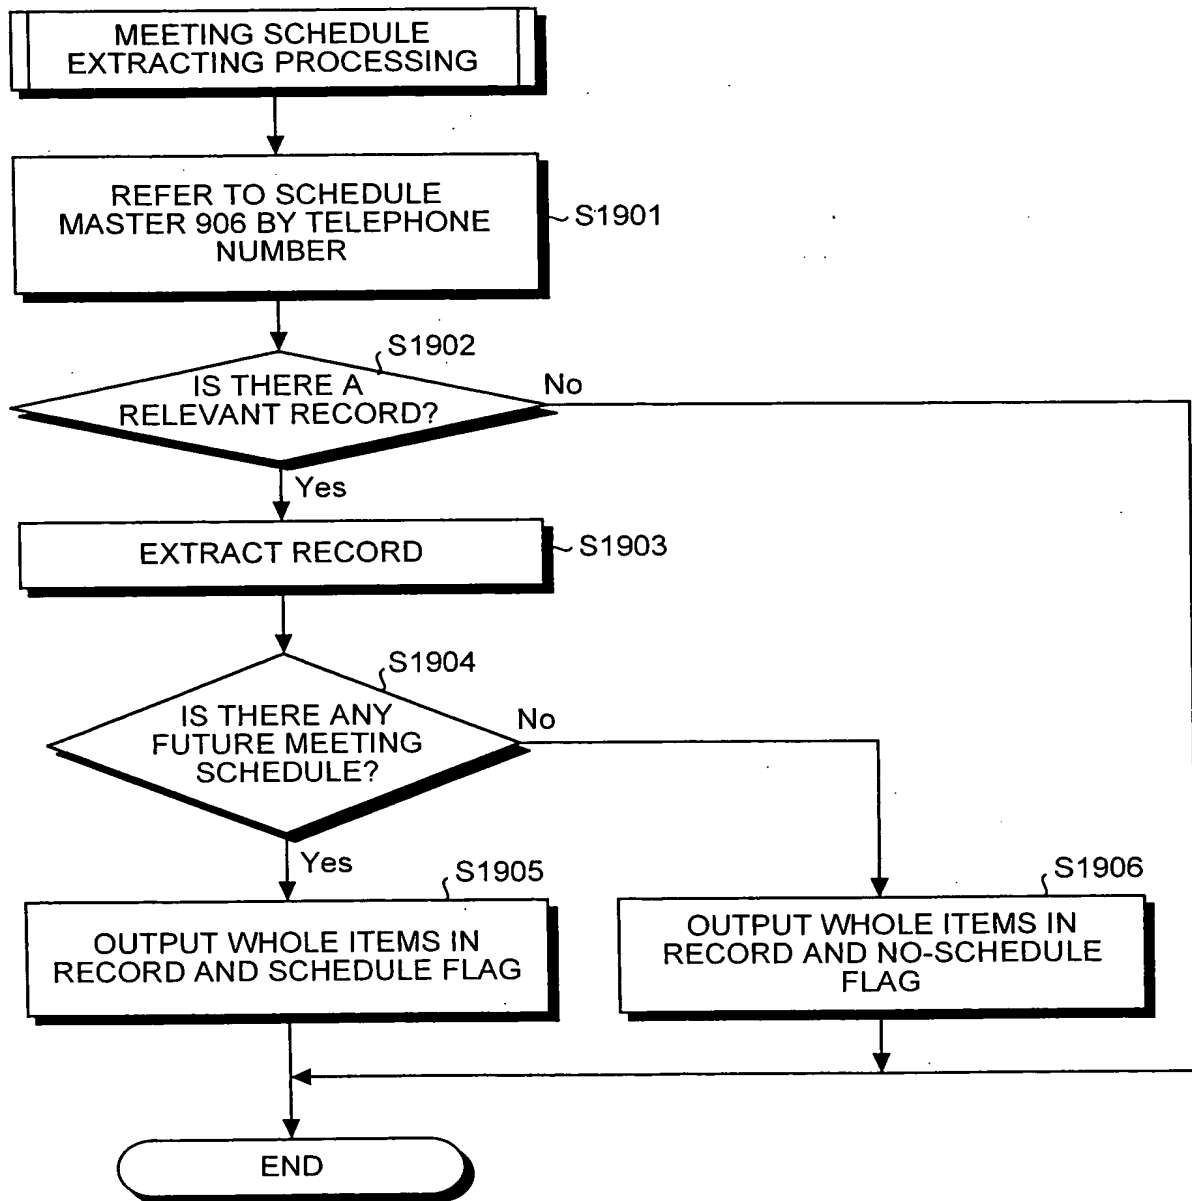 MEETING SCHEDULE
EXTRACTING PROCESSING
REFER TO SCHEDULE
MASTER 906 BY TELEPHONE
NUMBER
S1901
S1902
IS THERE A
RELEVANT RECORD?
No
Yes
EXTRACT RECORD
S1903
S1904
IS THERE ANY
FUTURE MEETING
SCHEDULE?
No
Yes
S1905
OUTPUT WHOLE ITEMS IN
RECORD AND SCHEDULE FLAG
S1906
OUTPUT WHOLE ITEMS IN
RECORD AND NO-SCHEDULE
FLAG
END